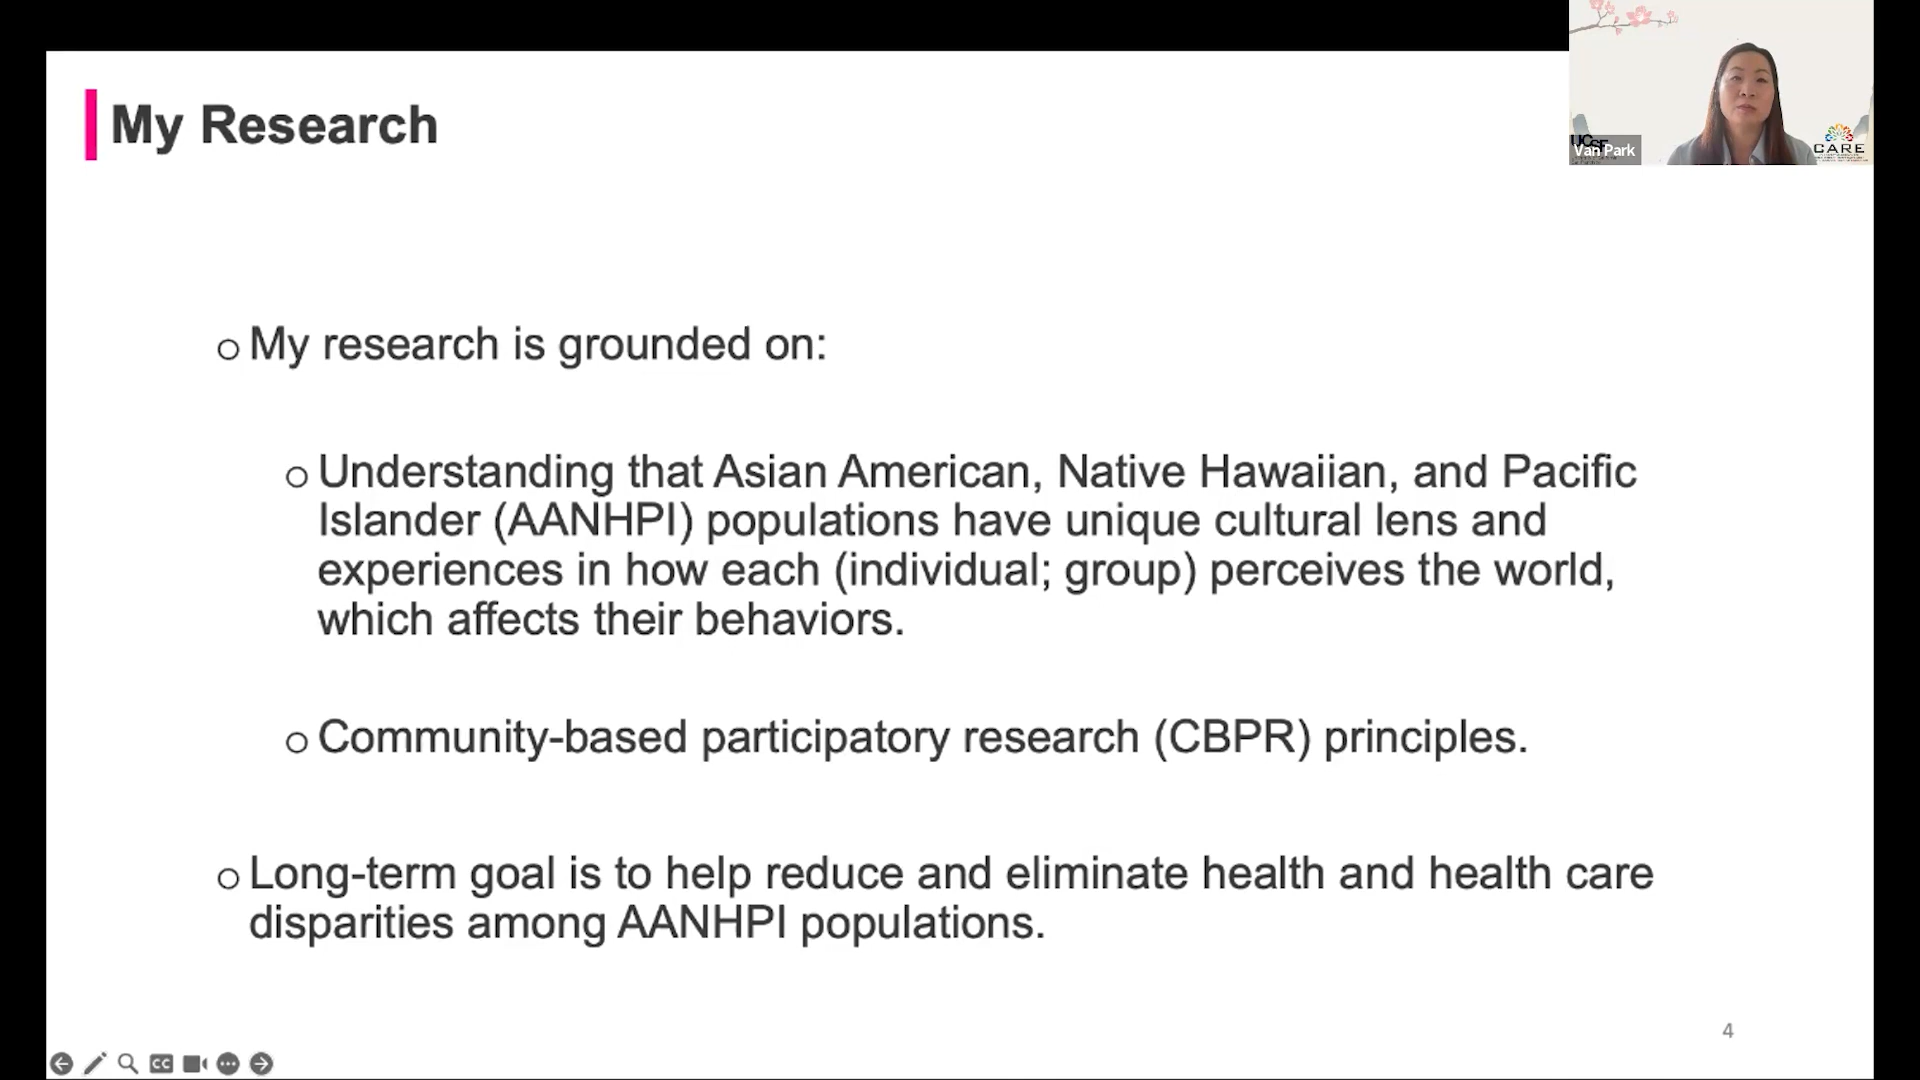 My Research
Van Park
CARE
o My research is grounded on:
o Understanding that Asian American, Native Hawaiian, and Pacific
Islander (AANHPI) populations have unique cultural lens and
experiences in how each (individual; group) perceives the world,
which affects their behaviors.
o Community-based participatory research (CBPR) principles.
o Long-term goal is to help reduce and eliminate health and health care
disparities among AANHPI populations.
4
CC